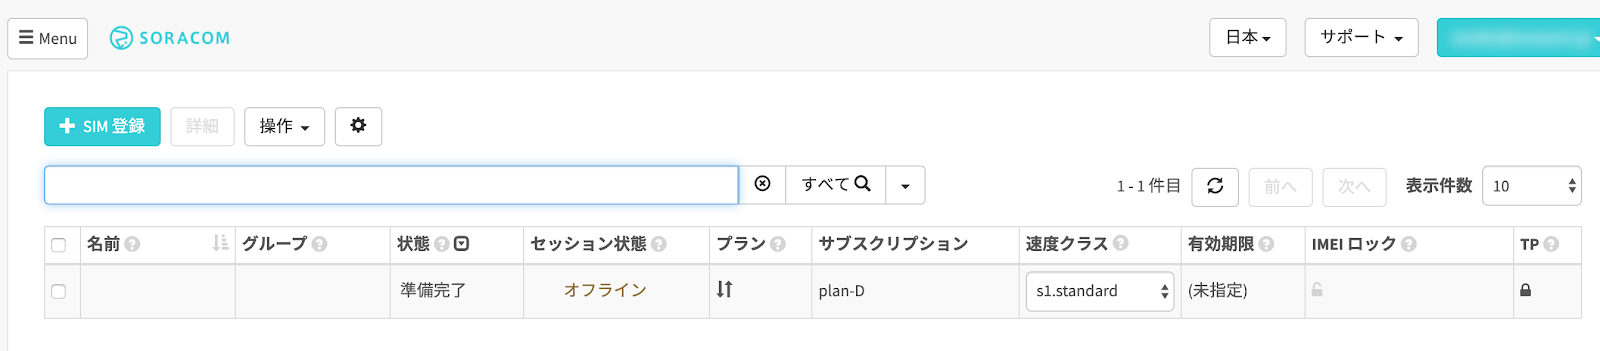 Menu SORACOM 日本 サポート
SIM 登録 詳細 操作
すべて 1 - 1 件目 前へ 次へ 表示件数 10
名前 グループ 状態 セッション状態 プラン サブスクリプション 速度クラス 有効期限 IMEI ロック TP
準備完了 オフライン plan-D s1.standard (未指定)